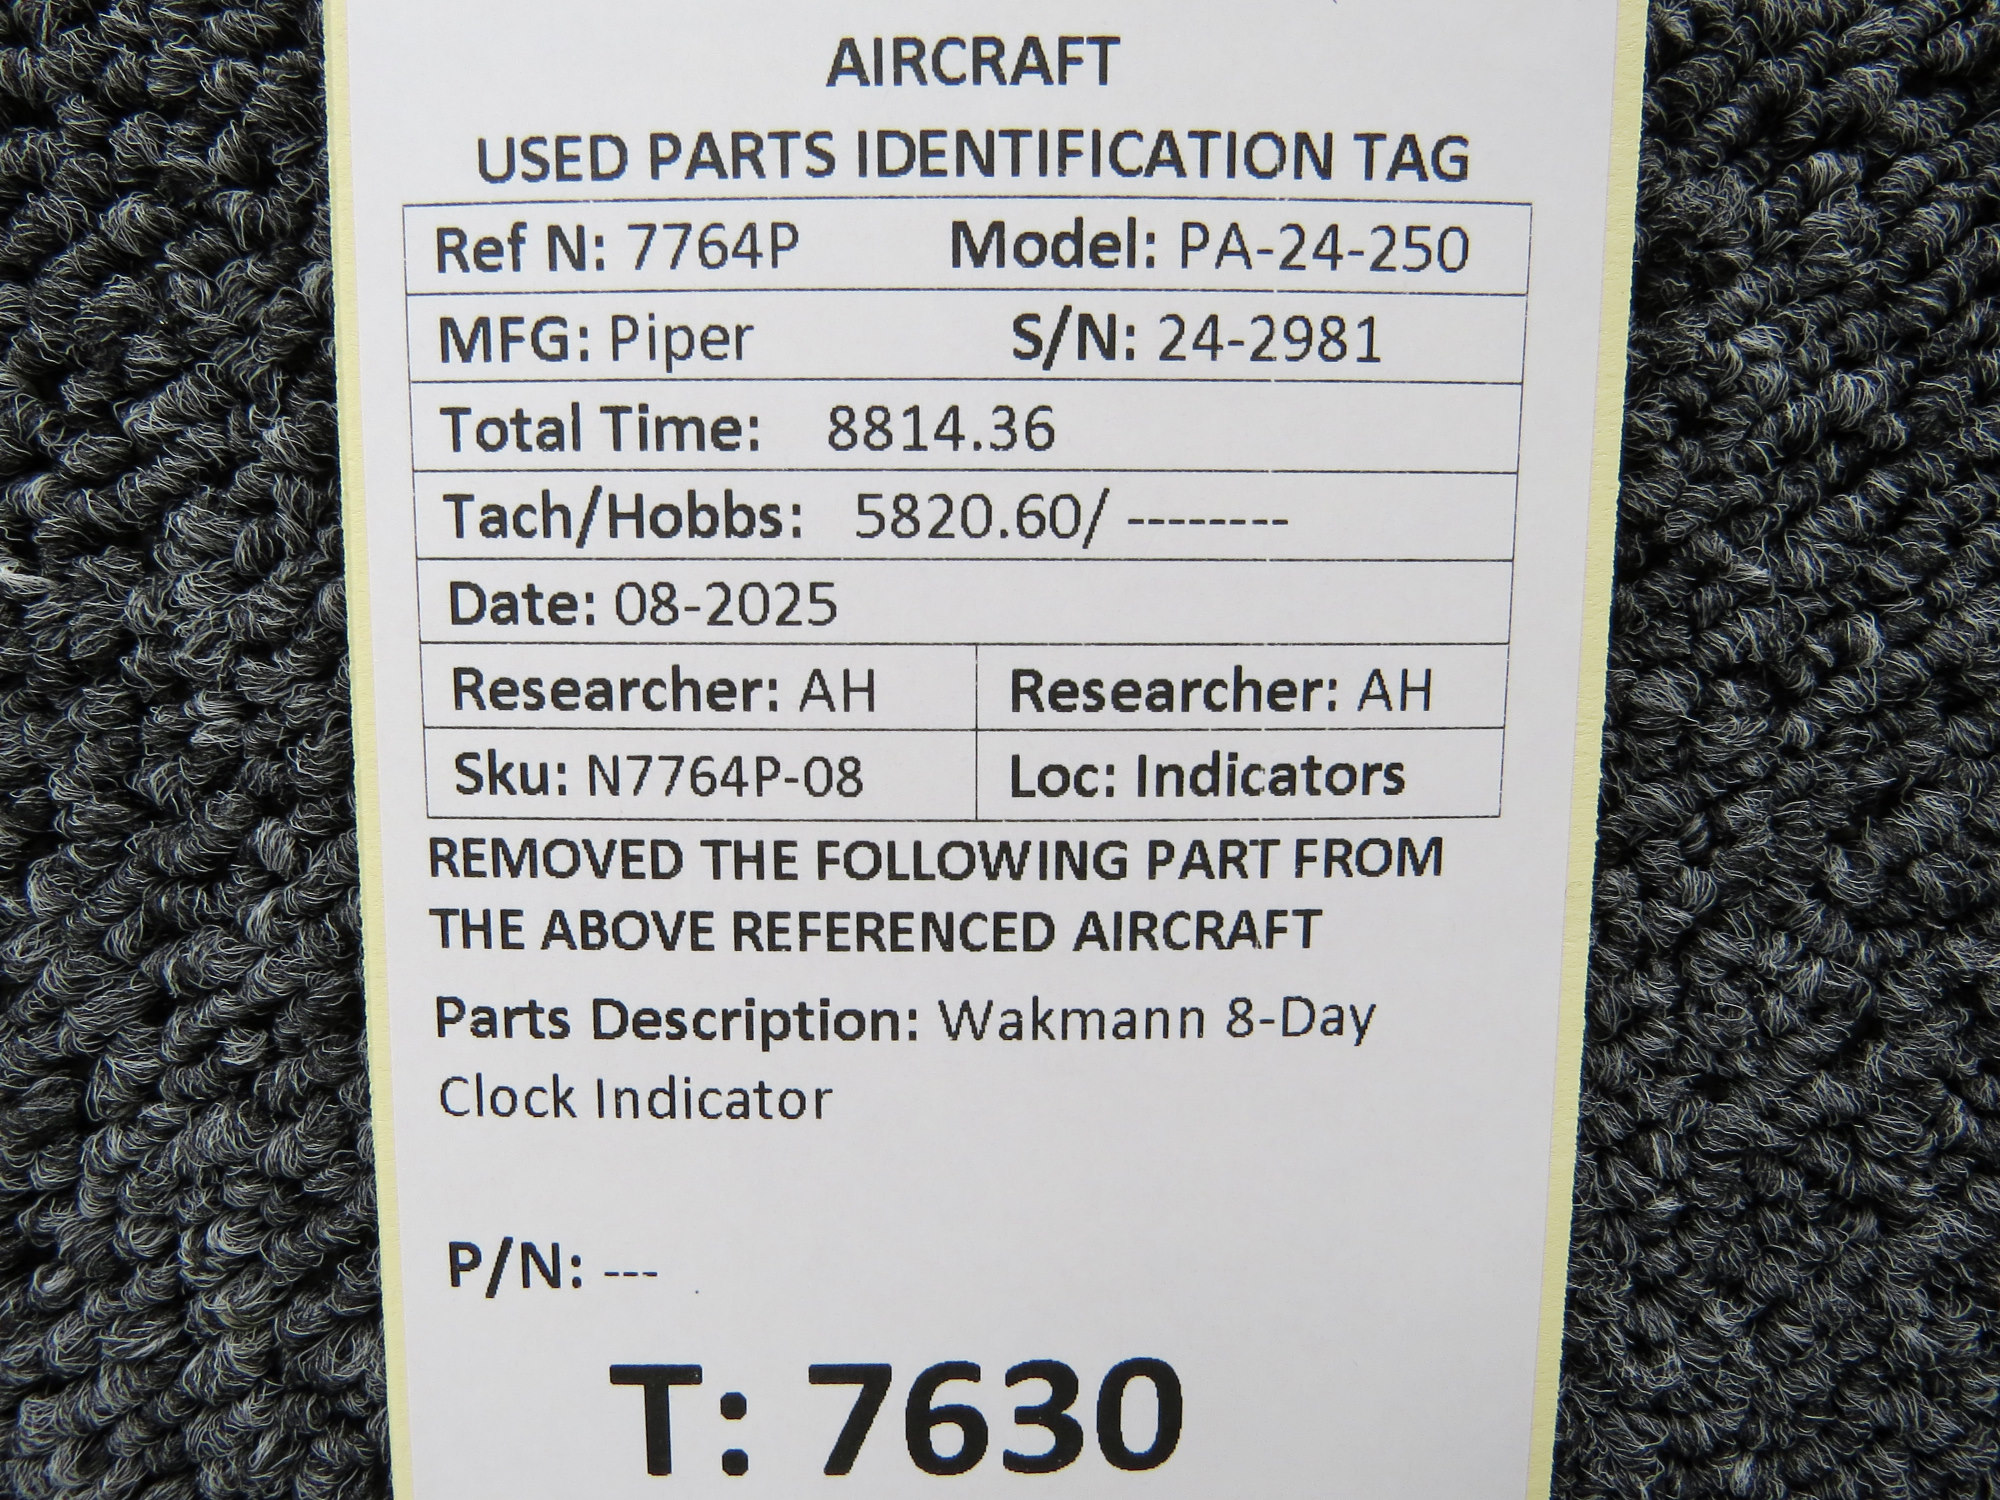 AIRCRAFT
USED PARTS IDENTIFICATION TAG
Ref N: 7764P Model: PA-24-250
MFG: Piper S/N: 24-2981
Total Time: 8814.36
Tach/Hobbs: 5820.60/ --------
Date: 08-2025
Researcher: AH Researcher: AH
Sku: N7764P-08 Loc: Indicators
REMOVED THE FOLLOWING PART FROM
THE ABOVE REFERENCED AIRCRAFT
Parts Description: Wakmann 8-Day
Clock Indicator
P/N: ---
T: 7630